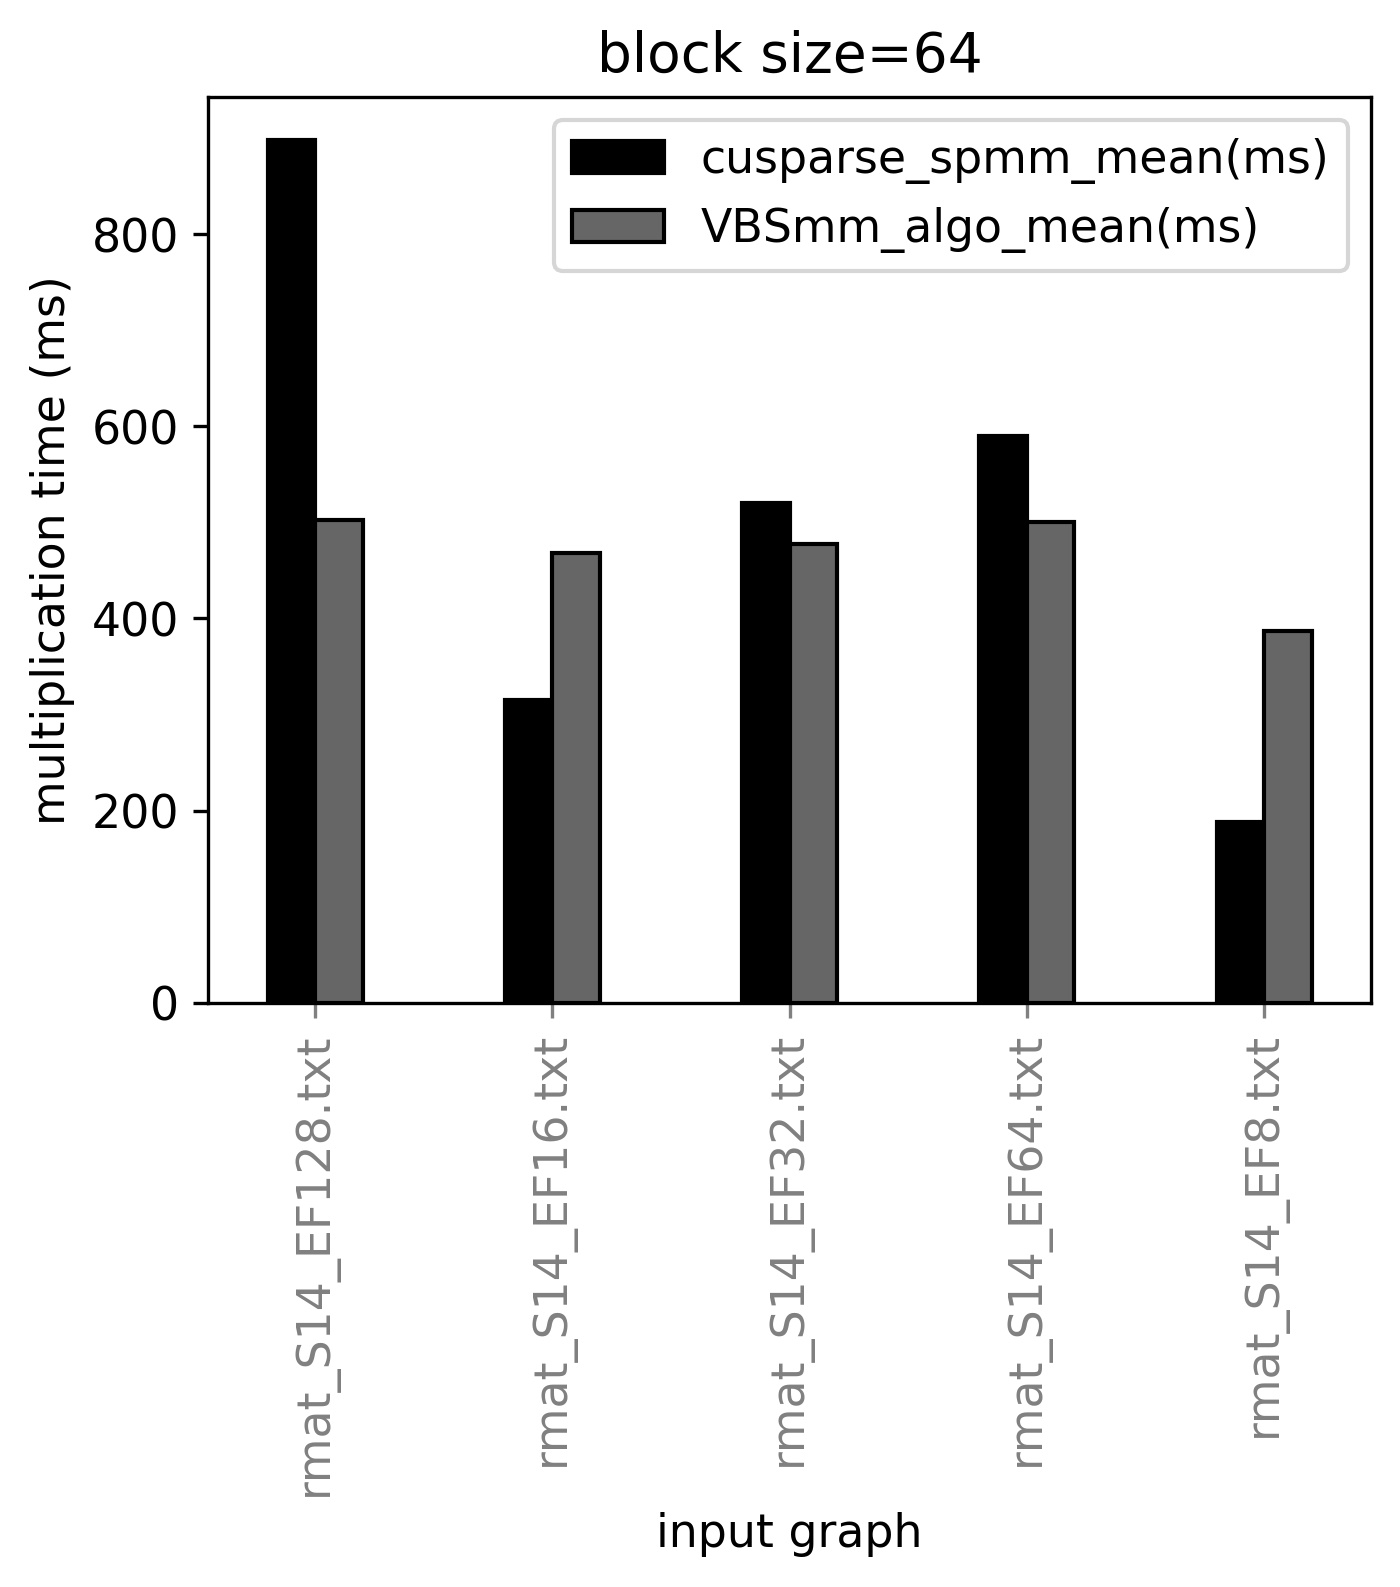 block size=64
cusparse_spmm_mean(ms)
VBSmm_algo_mean(ms)
multiplication time (ms)
800
600
400
200
0
rmat_S14_EF128.txt
rmat_S14_EF16.txt
rmat_S14_EF32.txt
rmat_S14_EF64.txt
rmat_S14_EF8.txt
input graph